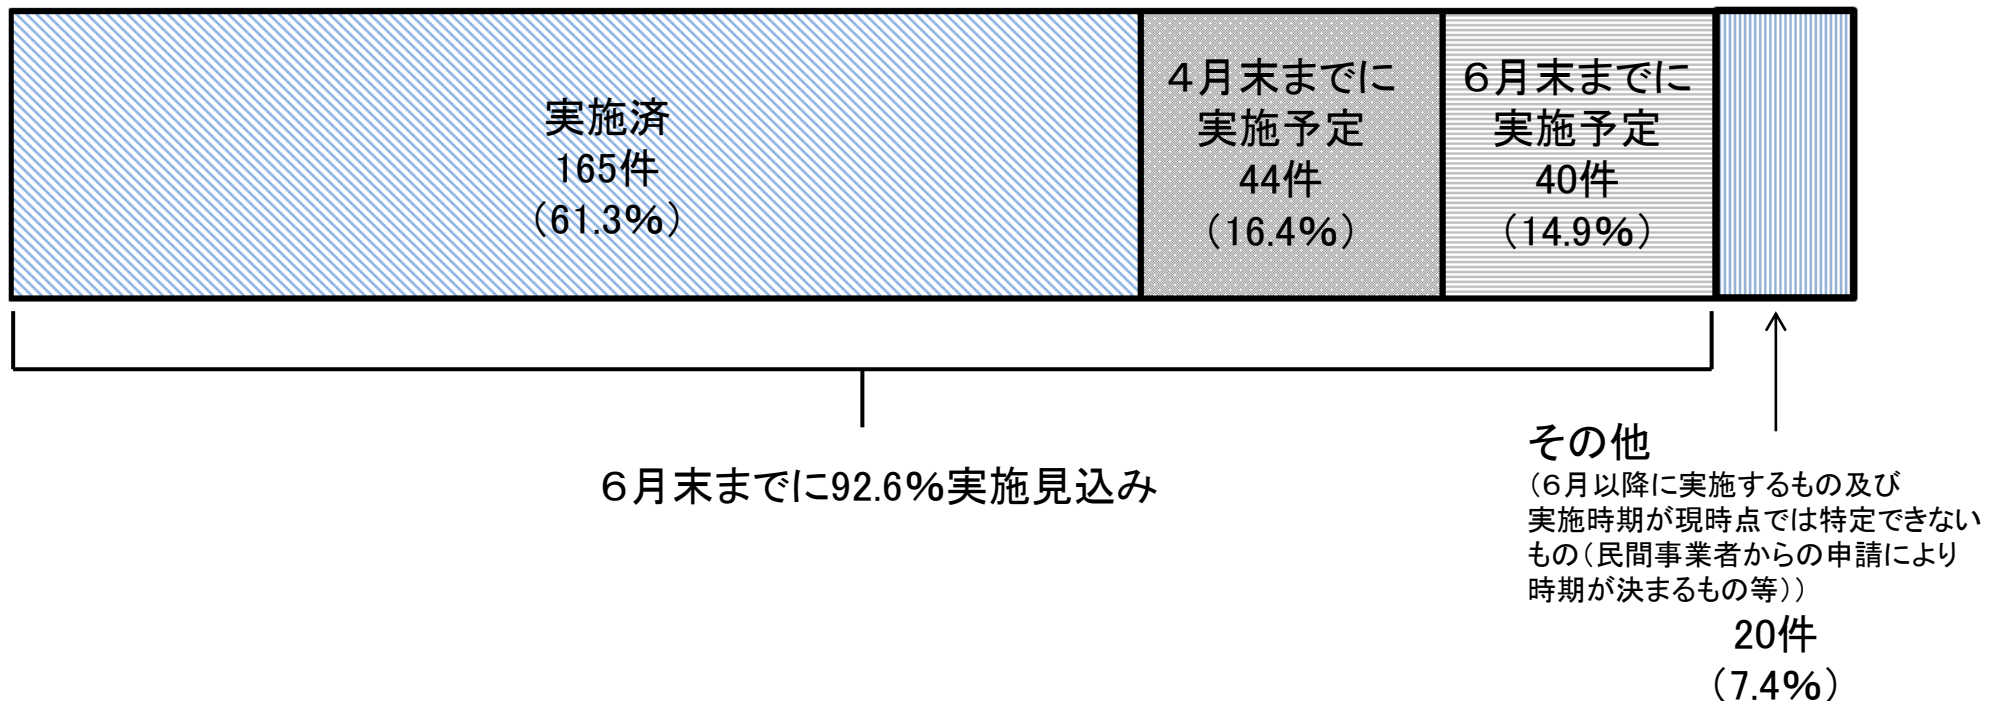 実施済
165件
（61.3％）
４月末までに
実施予定
44件
（16.4％）
６月末までに
実施予定
40件
（14.9％）
６月末までに92.6％実施見込み
その他
（６月以降に実施するもの及び
実施時期が現時点では特定できない
もの（民間事業者からの申請により
時期が決まるもの等））
20件
（7.4％）